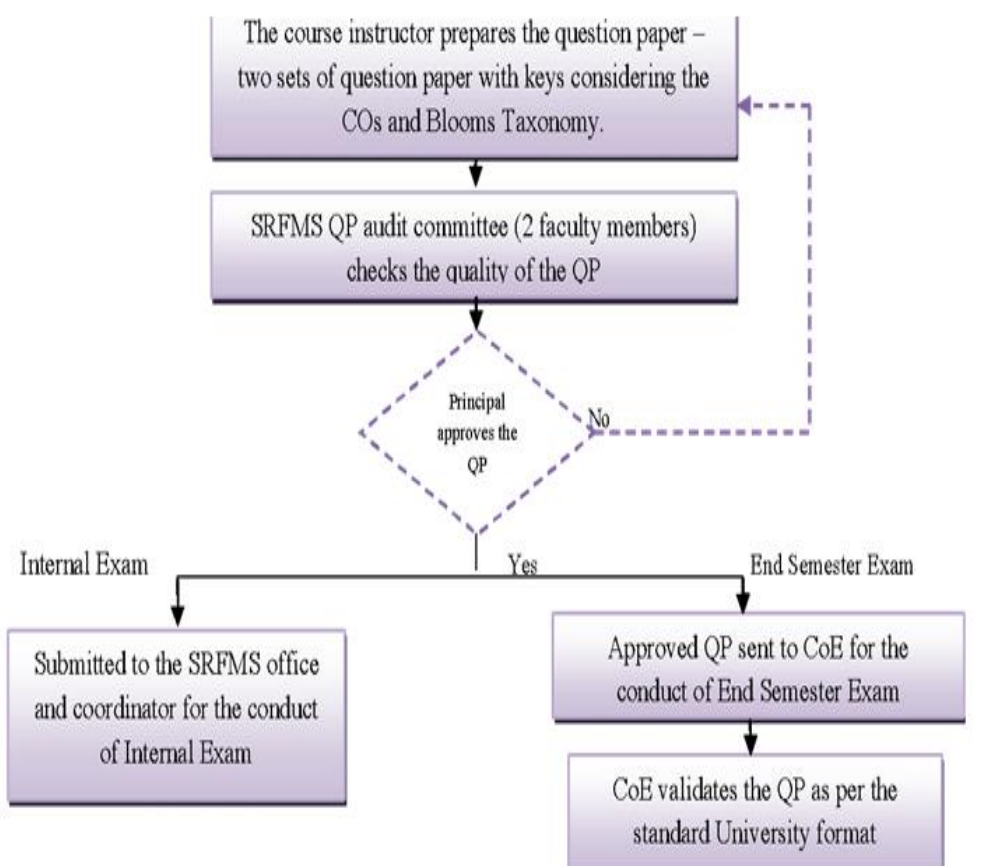 The course instructor prepares the question paper –
two sets of question paper with keys considering the
COs and Blooms Taxonomy.
SRFMS QP audit committee (2 faculty members)
checks the quality of the QP
Principal
approves the
QP
No
Yes
Internal Exam
End Semester Exam
Submitted to the SRFMS office
and coordinator for the conduct
of Internal Exam
Approved QP sent to CoE for the
conduct of End Semester Exam
CoE validates the QP as per the
standard University format